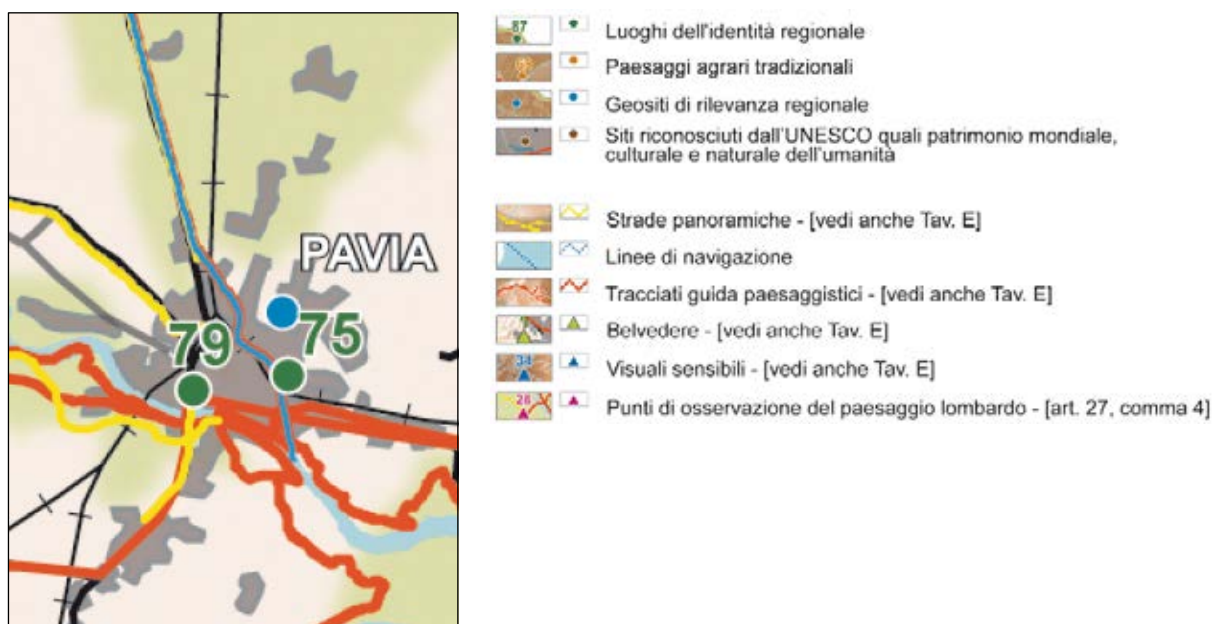 PAVIA
79
75
87
Luoghi dell'identità regionale
Paesaggi agrari tradizionali
Geositi di rilevanza regionale
Siti riconosciuti dall'UNESCO quali patrimonio mondiale,
culturale e naturale dell'umanità
Strade panoramiche - [vedi anche Tav. E]
Linee di navigazione
Tracciati guida paesaggistici - [vedi anche Tav. E]
Belvedere - [vedi anche Tav. E]
34
Visuali sensibili - [vedi anche Tav. E]
28
Punti di osservazione del paesaggio lombardo - [art. 27, comma 4]